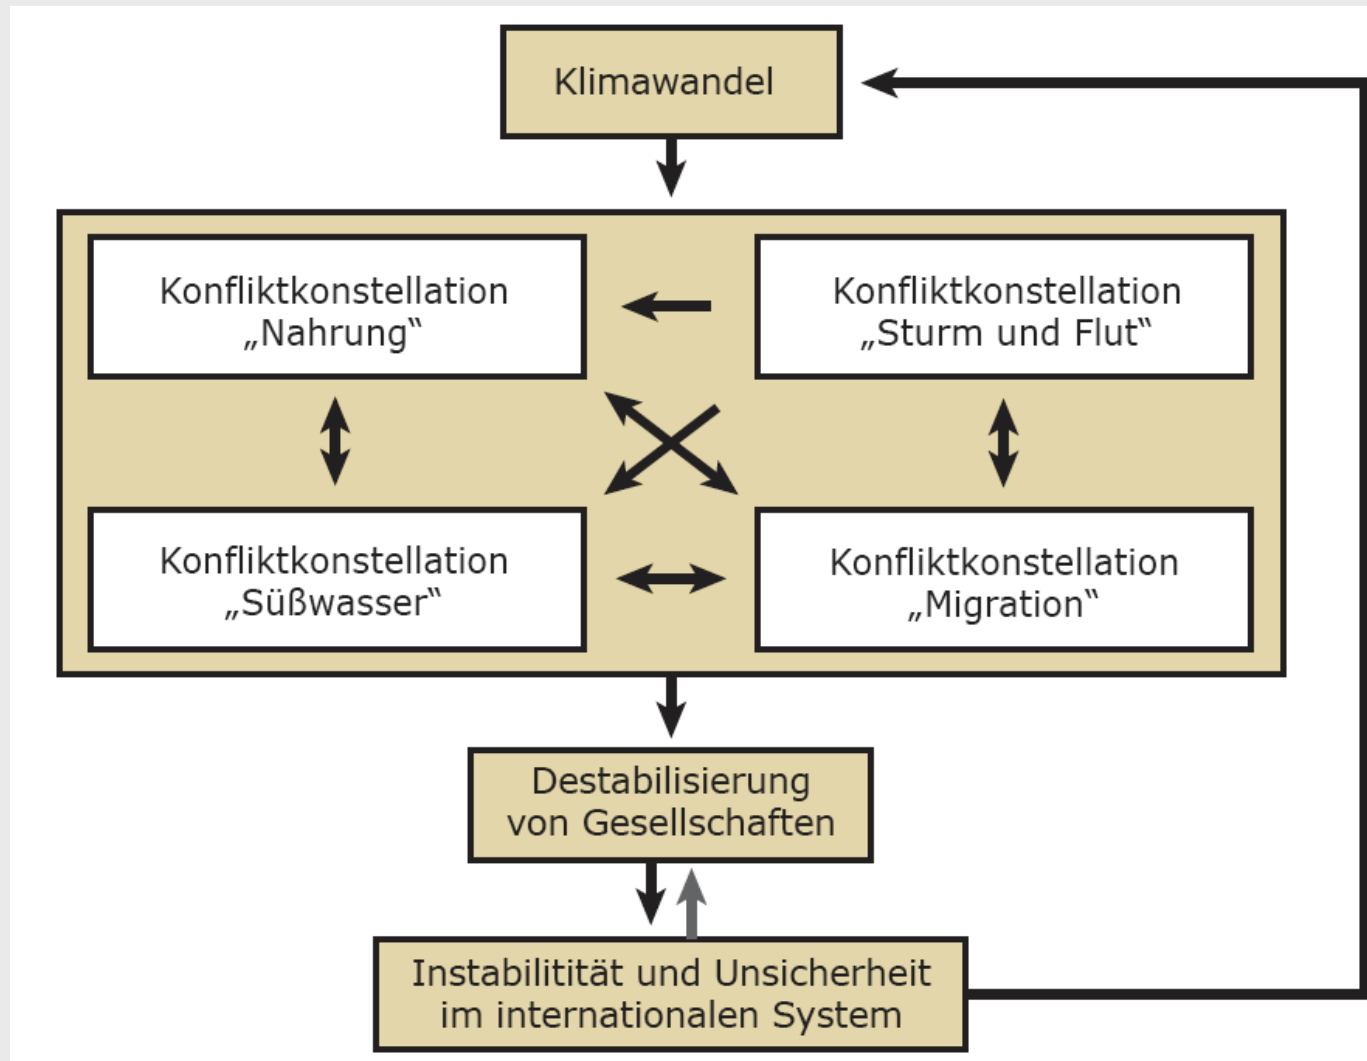 Klimawandel
Konfliktkonstellation
„Nahrung“
Konfliktkonstellation
„Sturm und Flut“
Konfliktkonstellation
„Süßwasser“
Konfliktkonstellation
„Migration“
Destabilisierung
von Gesellschaften
Instabilitität und Unsicherheit
im internationalen System